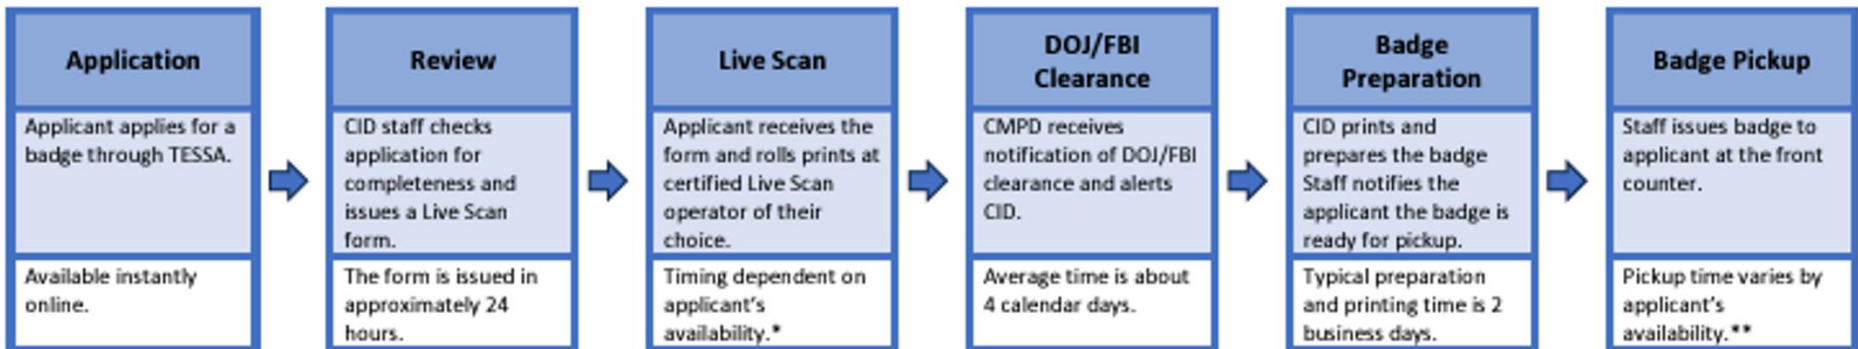 Application
Applicant applies for a
badge through TESSA.
Available instantly
online.
Review
CID staff checks
application for
completeness and
issues a Live Scan
form.
The form is issued in
approximately 24
hours.
Live Scan
Applicant receives the
form and rolls prints at
certified Live Scan
operator of their
choice.
Timing dependent on
applicant's
availability.*
DOJ/FBI
Clearance
CMPD receives
notification of DOJ/FBI
clearance and alerts
CID.
Average time is about
4 calendar days.
Badge
Preparation
CID prints and
prepares the badge
Staff notifies the
applicant the badge is
ready for pickup.
Typical preparation
and printing time is 2
business days.
Badge Pickup
Staff issues badge to
applicant at the front
counter.
Pickup time varies by
applicant's
availability.**